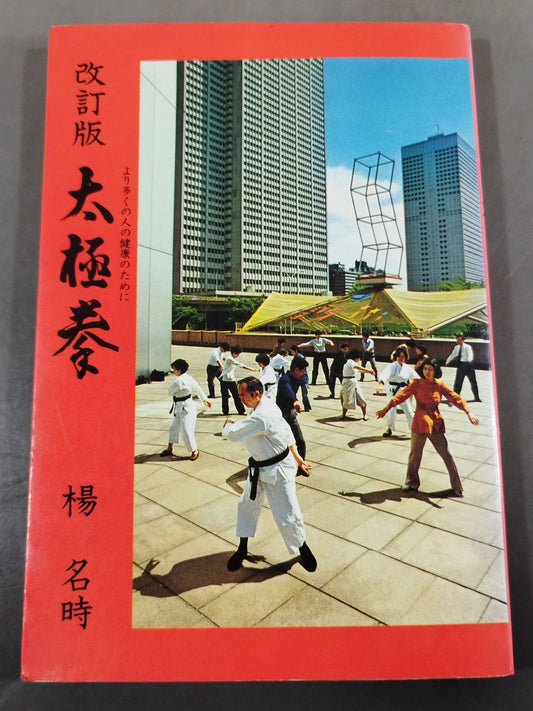 改訂版
太極拳
より多くの人の健康のために
楊名時